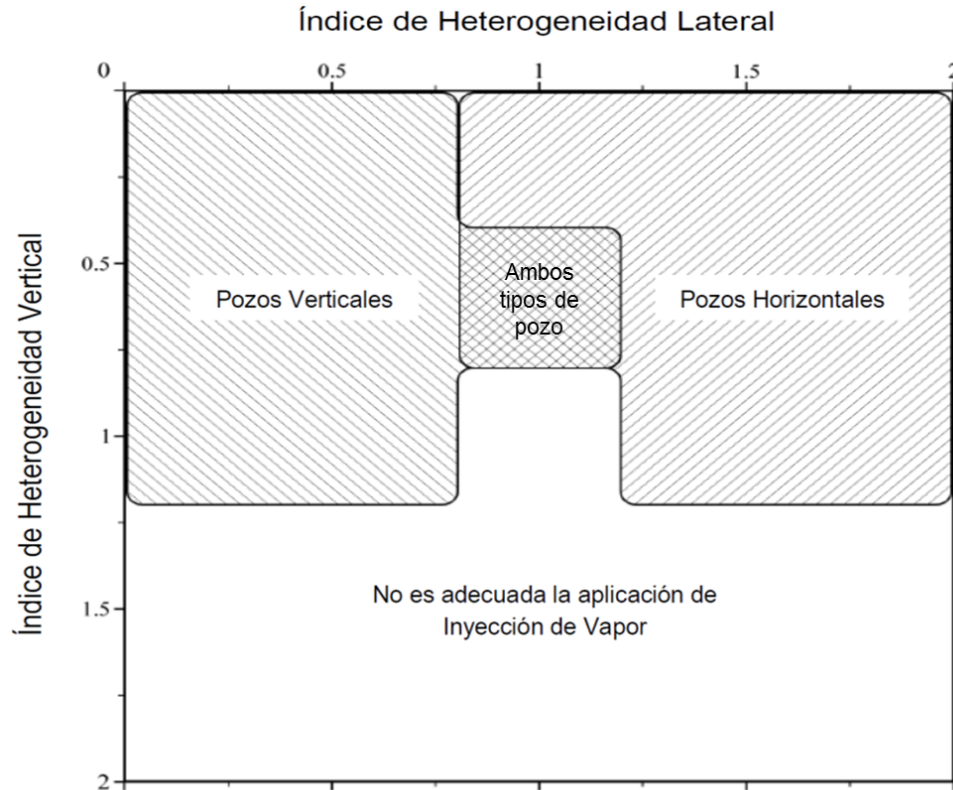 Índice de Heterogeneidad Lateral
0
0.5
1
1.5
2
Índice de Heterogeneidad Vertical
0.5
1
1.5
2
Pozos Verticales
Ambos
tipos de
pozo
Pozos Horizontales
No es adecuada la aplicación de
Inyección de Vapor